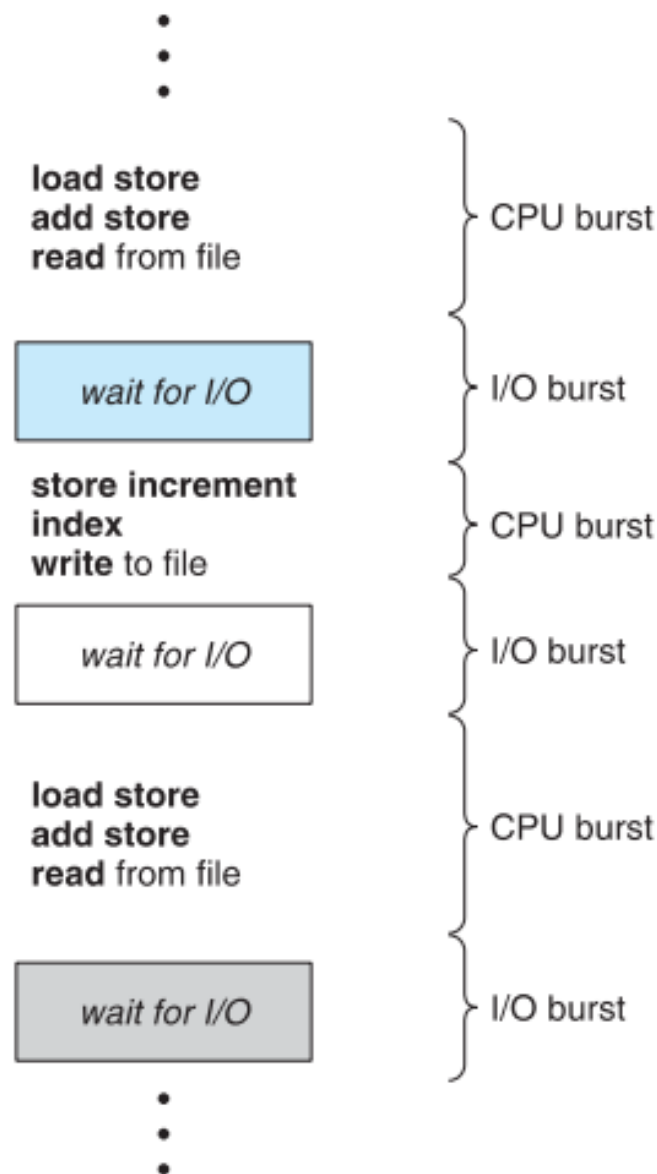 load store
add store
read from file
CPU burst
wait for I/O
I/O burst
store increment
index
write to file
CPU burst
wait for I/O
I/O burst
load store
add store
read from file
CPU burst
wait for I/O
I/O burst